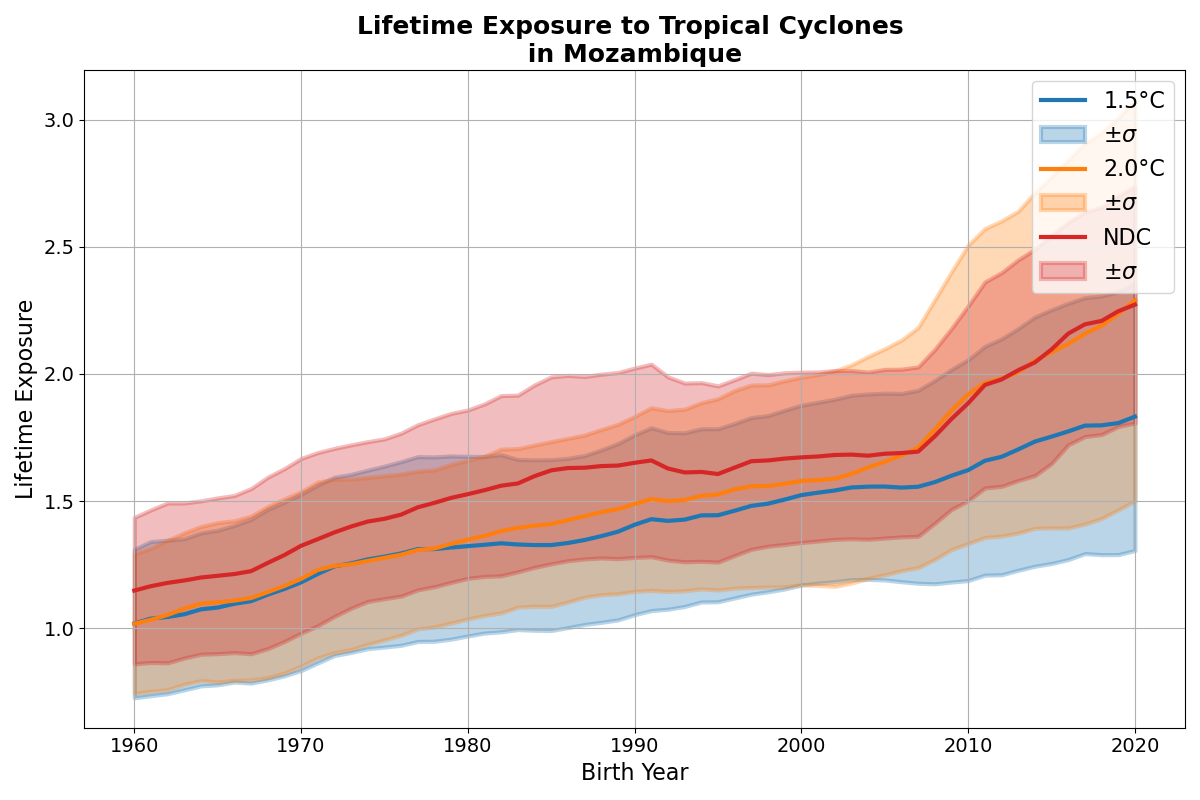 Lifetime Exposure to Tropical Cyclones
in Mozambique
Lifetime Exposure
3.0
2.5
2.0
1.5
1.0
1960
1970
1980
1990
2000
2010
2020
Birth Year
1.5°C
±σ
2.0°C
±σ
NDC
±σ